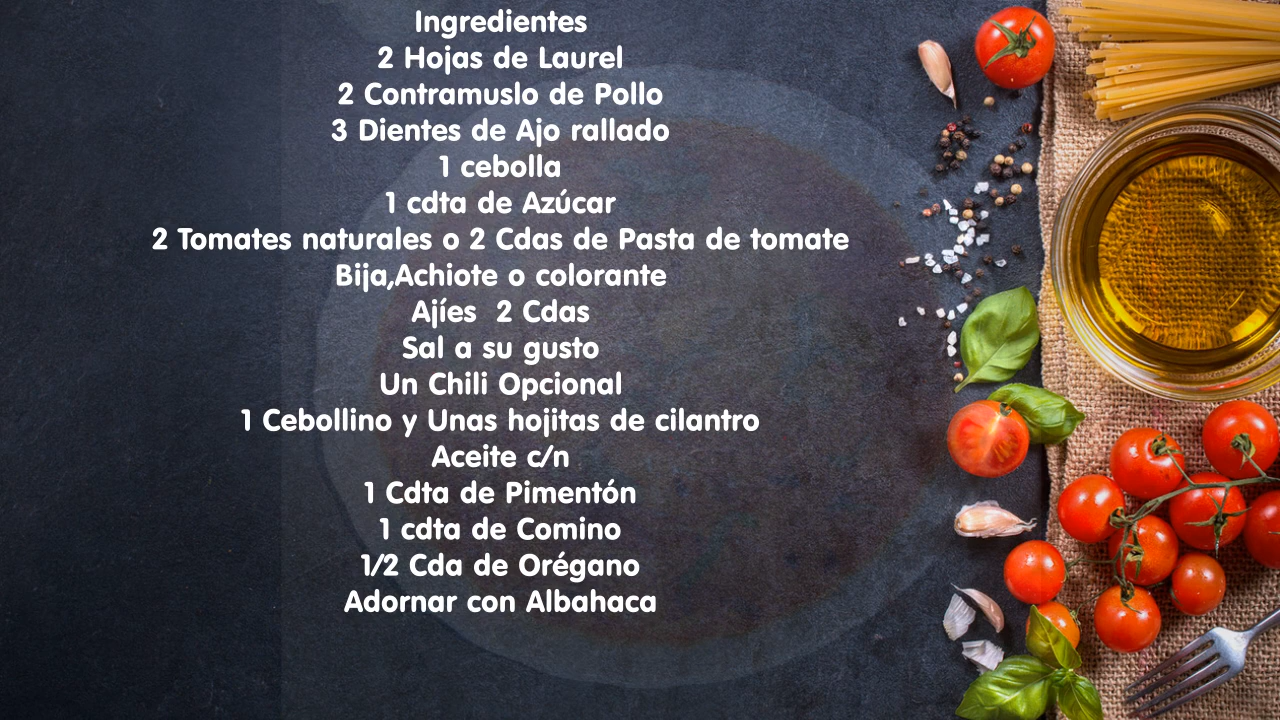 Ingredientes
2 Hojas de Laurel
2 Contramuslo de Pollo
3 Dientes de Ajo rallado
1 cebolla
1 cdta de Azúcar
2 Tomates naturales o 2 Cdas de Pasta de tomate
Bija,Achiote o colorante
Ajíes  2 Cdas
Sal a su gusto
Un Chili Opcional
1 Cebollino y Unas hojitas de cilantro
Aceite c/n
1 Cdta de Pimentón
1 cdta de Comino
1/2 Cda de Orégano
Adornar con Albahaca